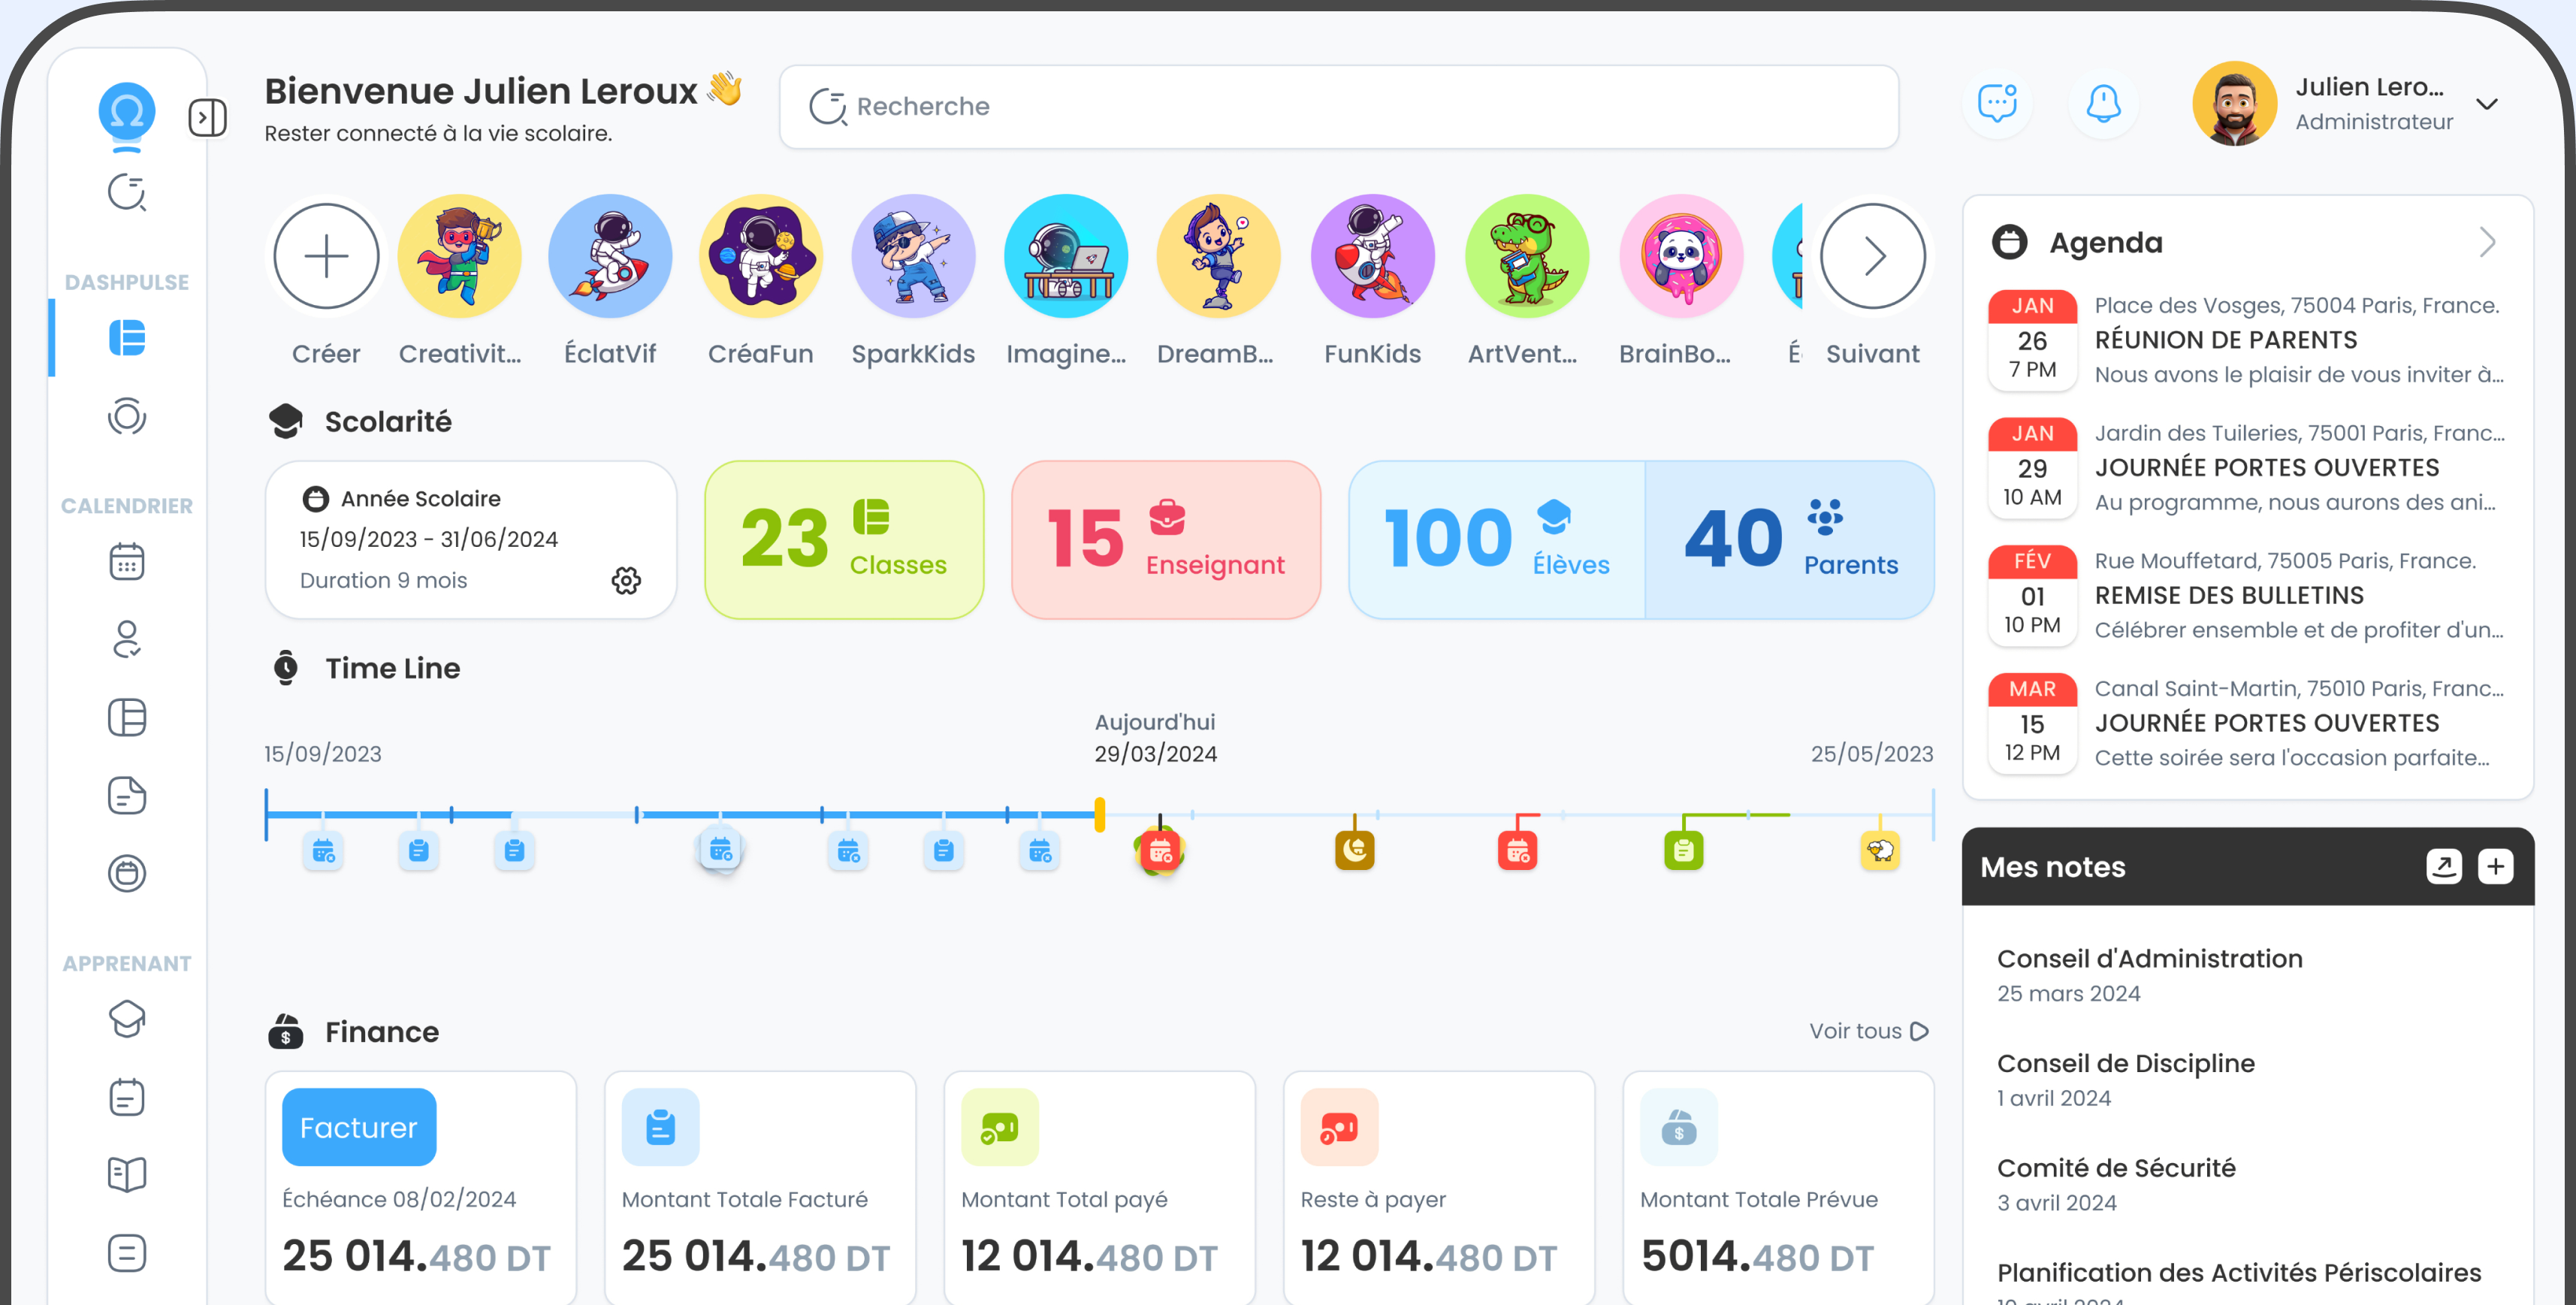 Bienvenue Julien Leroux
Rester connecté à la vie scolaire.
Recherche
Julien Lero...
Administrateur
DASHPULSE
CALENDRIER
APPRENANT
Créer
Creativit...
ÉclatVif
CréaFun
SparkKids
Imagine...
DreamB...
FunKids
ArtVent...
BrainBo...
É
Suivant
Scolarité
Année Scolaire
15/09/2023 - 31/06/2024
Duration 9 mois
23 Classes
15 Enseignant
100 Élèves
40 Parents
Time Line
Aujourd'hui
15/09/2023
29/03/2024
25/05/2023
Finance
Voir tous
Facturer
Échéance 08/02/2024
25 014.480 DT
Montant Totale Facturé
25 014.480 DT
Montant Total payé
12 014.480 DT
Reste à payer
12 014.480 DT
Montant Totale Prévue
5014.480 DT
Agenda
JAN
26
7 PM
Place des Vosges, 75004 Paris, France.
RÉUNION DE PARENTS
Nous avons le plaisir de vous inviter à...
JAN
29
10 AM
Jardin des Tuileries, 75001 Paris, Franc...
JOURNÉE PORTES OUVERTES
Au programme, nous aurons des ani...
FÉV
01
10 PM
Rue Mouffetard, 75005 Paris, France.
REMISE DES BULLETINS
Célébrer ensemble et de profiter d'un...
MAR
15
12 PM
Canal Saint-Martin, 75010 Paris, Franc...
JOURNÉE PORTES OUVERTES
Cette soirée sera l'occasion parfaite...
Mes notes
Conseil d'Administration
25 mars 2024
Conseil de Discipline
1 avril 2024
Comité de Sécurité
3 avril 2024
Planification des Activités Périscolaires